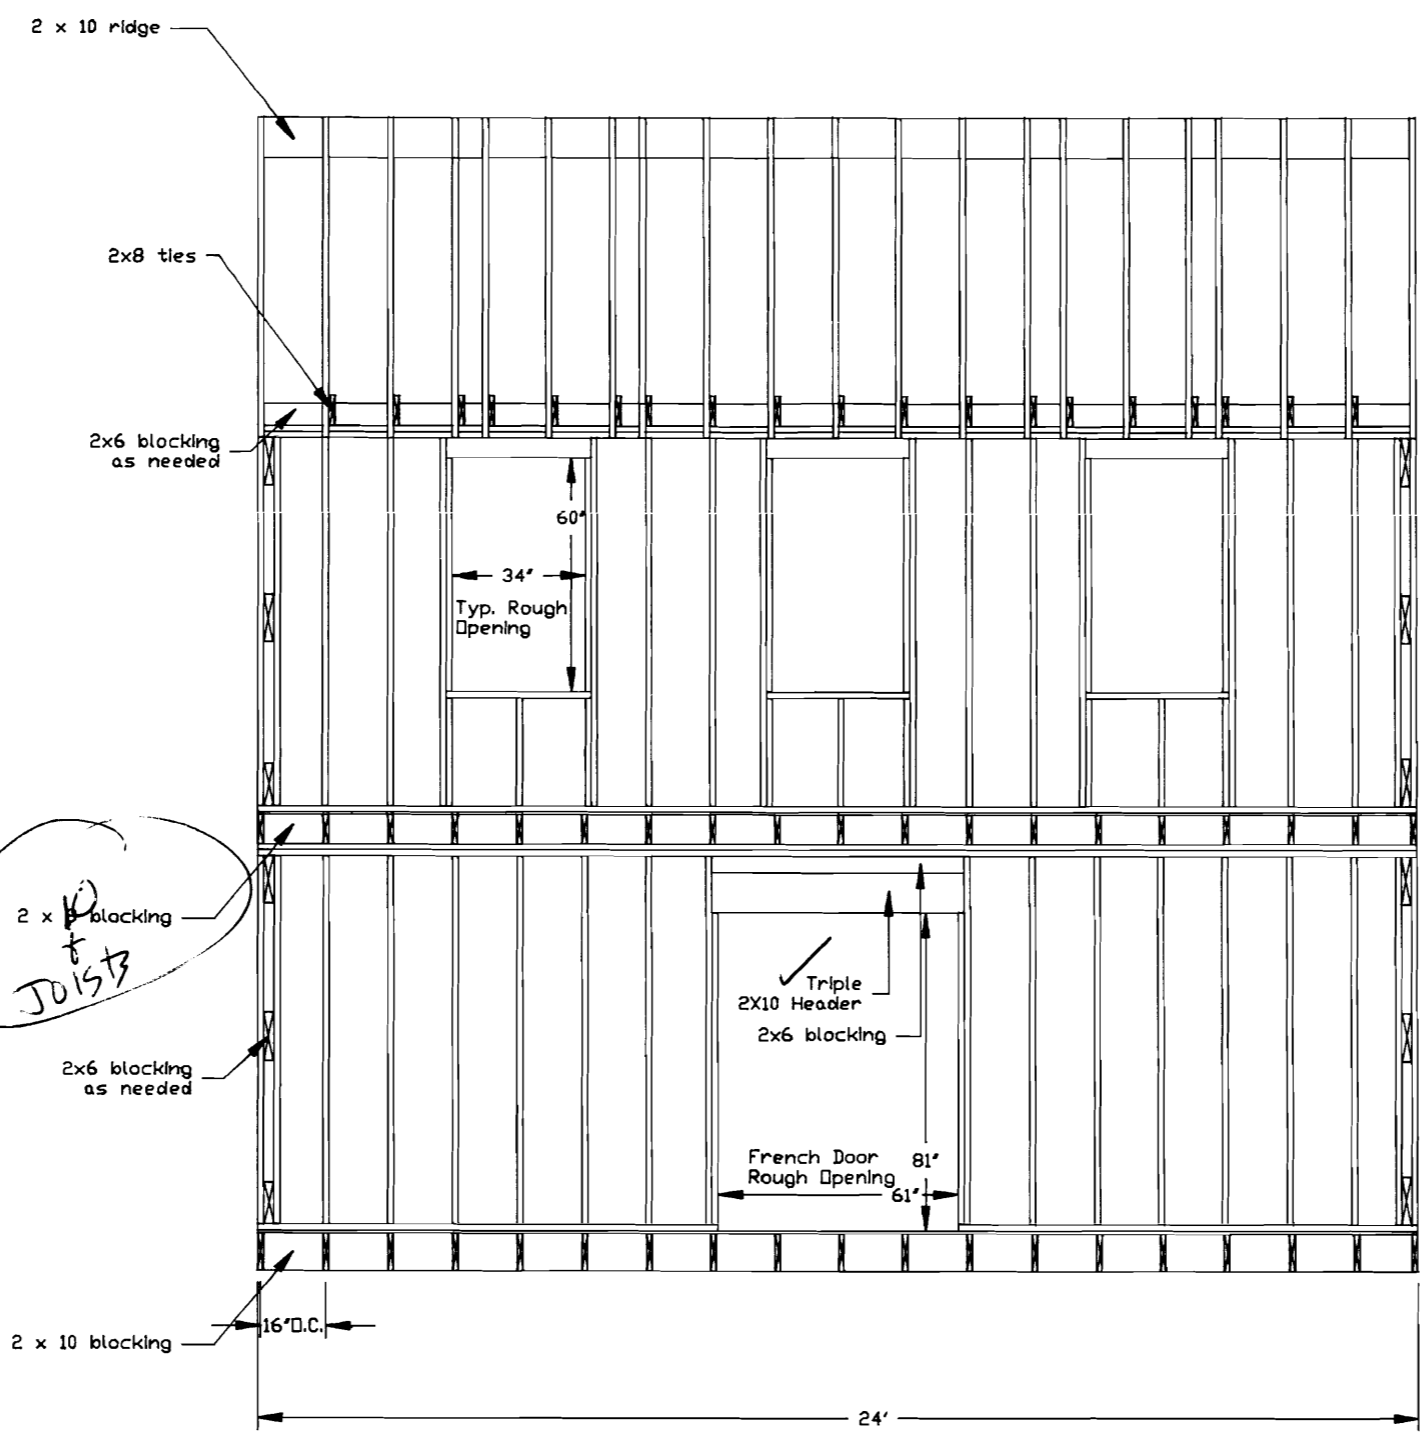 2 x 10 ridge
2x8 ties
2x6 blocking
as needed
60"
34"
Typ. Rough
Opening
2 x 10 blocking
+
JOISTS
Triple
2X10 Header
2x6 blocking
2x6 blocking
as needed
French Door
Rough Opening
81"
61"
16"O.C.
2 x 10 blocking
24'